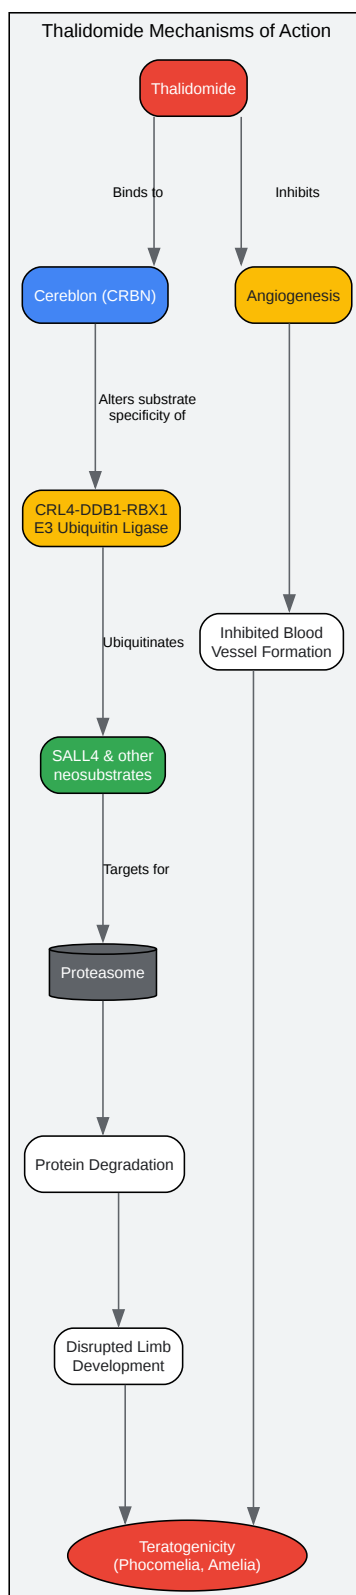 Thalidomide Mechanisms of Action
Thalidomide
Binds to
Inhibits
Cereblon (CRBN)
Angiogenesis
Alters substrate
specificity of
CRL4-DDB1-RBX1
E3 Ubiquitin Ligase
Inhibited Blood
Vessel Formation
Ubiquitinates
SALL4 & other
neosubstrates
Targets for
Proteasome
Protein Degradation
Disrupted Limb
Development
Teratogenicity
(Phocomelia, Amelia)